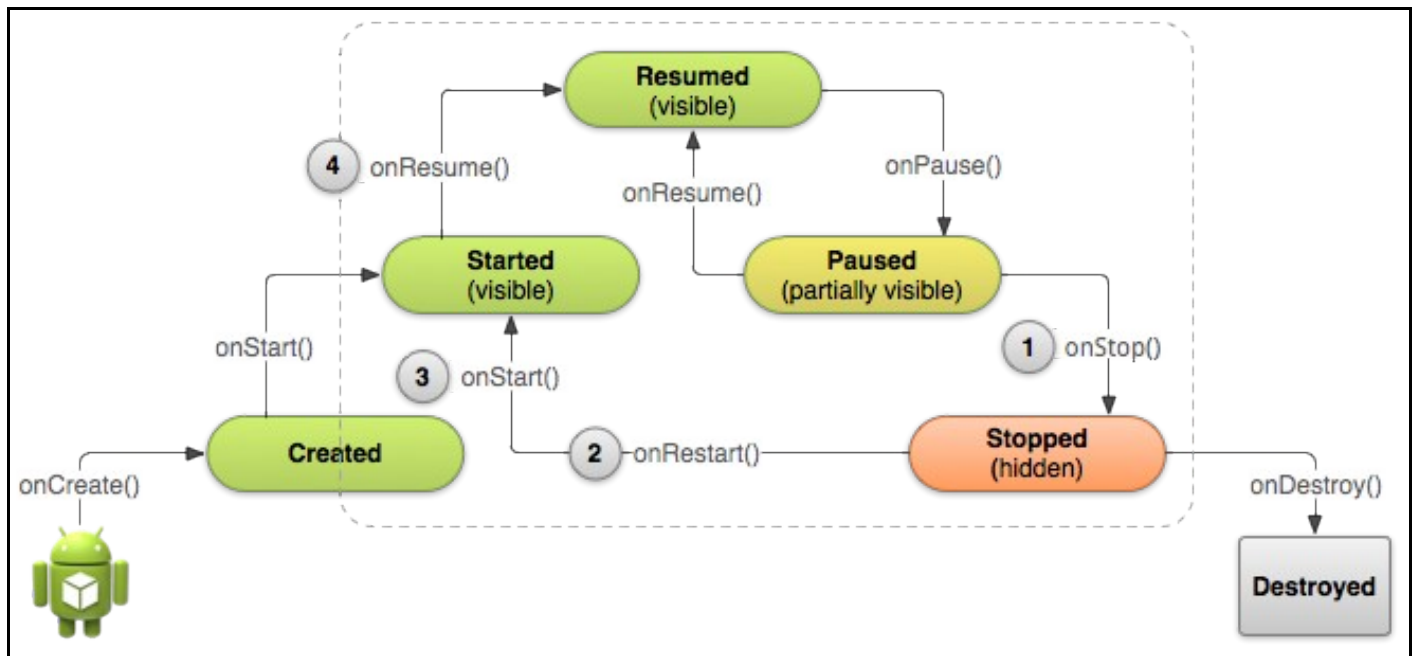 Resumed
(visible)
4
onResume()
onPause()
onResume()
Started
(visible)
Paused
(partially visible)
onStart()
3
onStart()
1
onStop()
Created
2
onRestart()
Stopped
(hidden)
onCreate()
onDestroy()
Destroyed